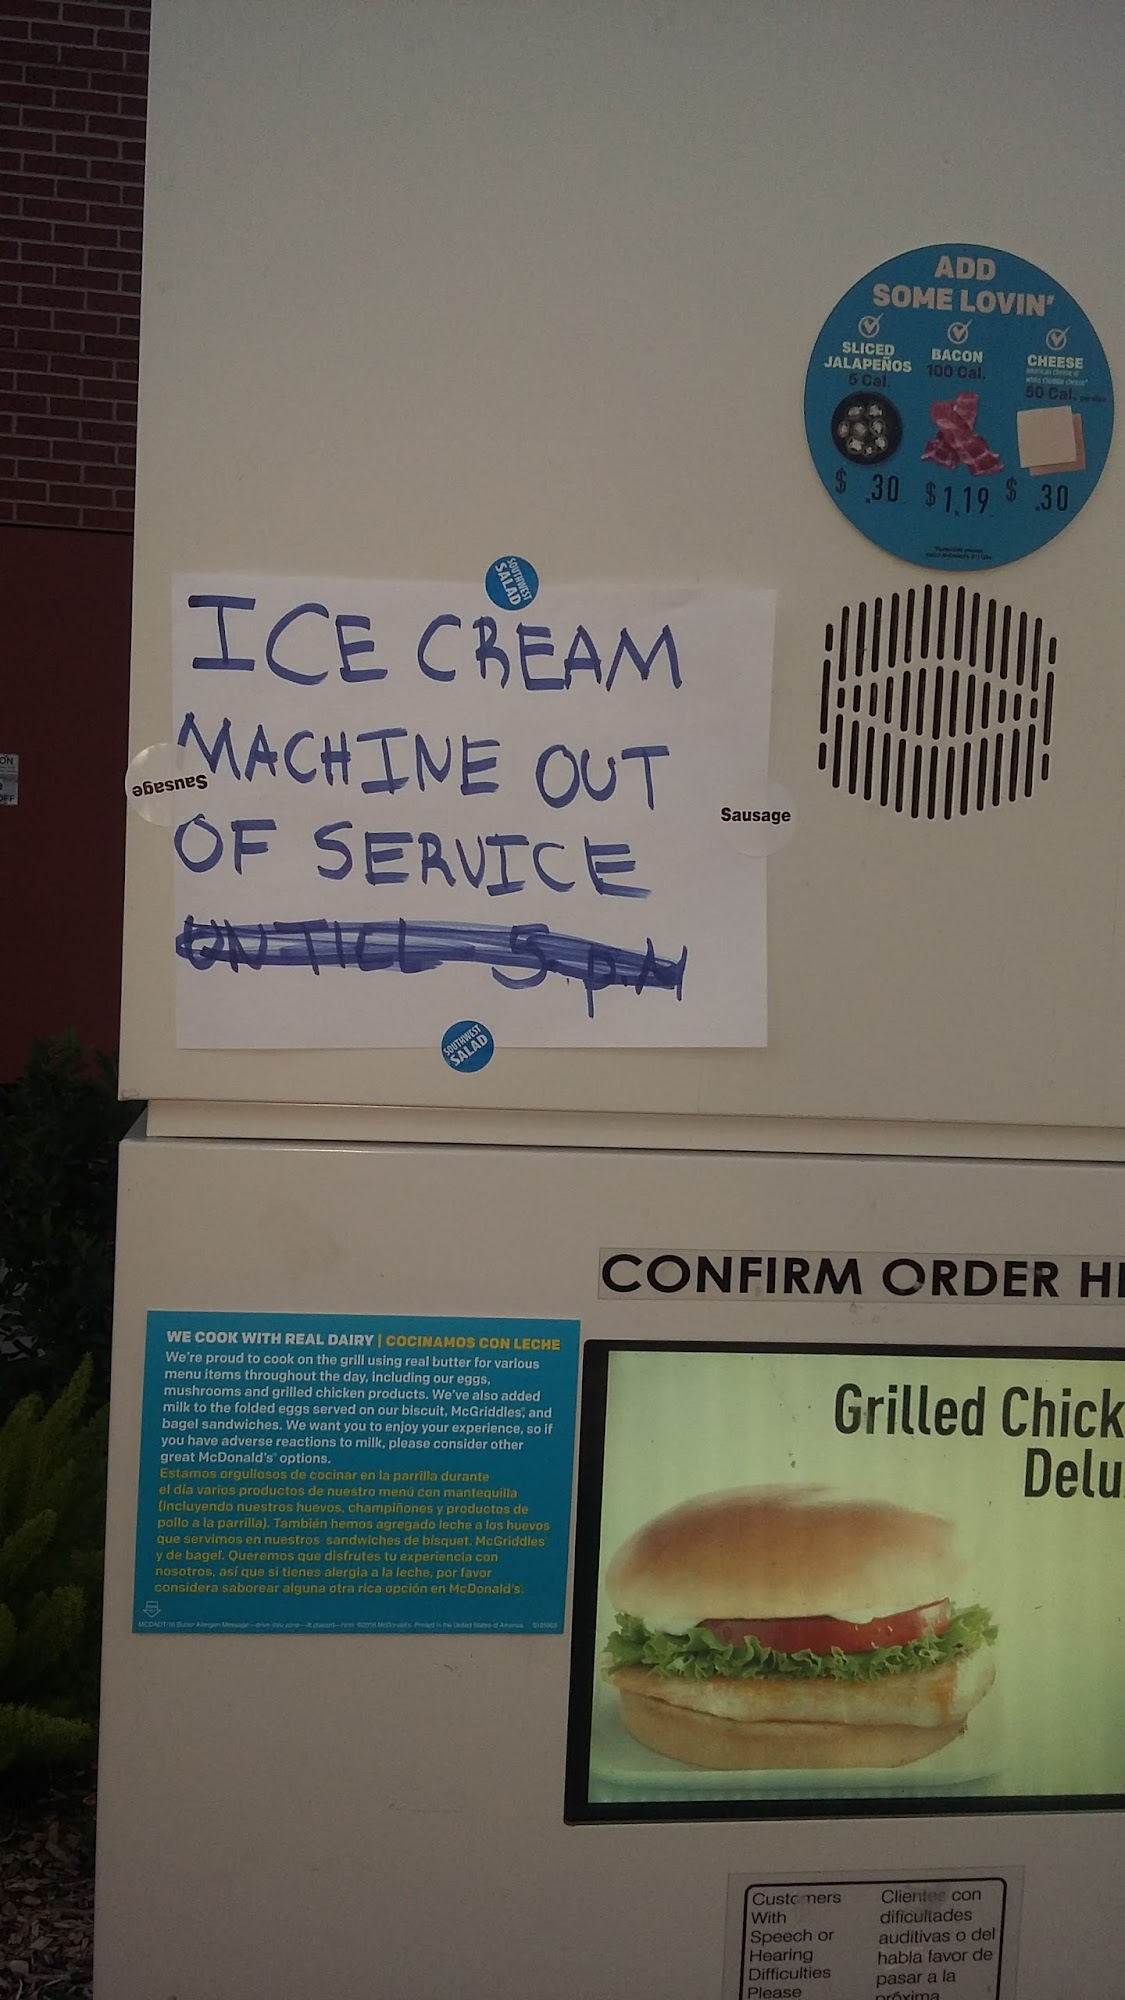 ADD
SOME LOVIN'
SLICED
JALAPEÑOS
5 Cal.
BACON
100 Cal.
CHEESE
50 Cal.
$ .30
$1.19
$ .30
SOUTHWEST
SALAD
ICE CREAM
MACHINE OUT
OF SERVICE
UNTILL 5 p.M
Sausage
Sausage
SOUTHWEST
SALAD
ON
OFF
CONFIRM ORDER HE
WE COOK WITH REAL DAIRY | COCINAMOS CON LECHE
We're proud to cook on the grill using real butter for various
menu items throughout the day, including our eggs,
mushrooms and grilled chicken products. We've also added
milk to the folded eggs served on our biscuit, McGriddles® and
bagel sandwiches. We want you to enjoy your experience, so if
you have adverse reactions to milk, please consider other
great McDonald's® options.
Estamos orgullosos de cocinar en la parrilla durante
el día varios productos de nuestro menú con mantequilla
(incluyendo nuestros huevos, champiñones y productos de
pollo a la parrilla). También hemos agregado leche a los huevos
que servimos en nuestros sandwiches de bisquet, McGriddles®
y de bagel. Queremos que disfrutes tu experiencia con
nosotros, así que si tienes alergia a la leche, por favor
considera saborear alguna otra rica opción en McDonald's.
Grilled Chick
Delu
Customers
With
Speech or
Hearing
Difficulties
Please
Clientes con
dificultades
auditivas o del
habla favor de
pasar a la
próxima